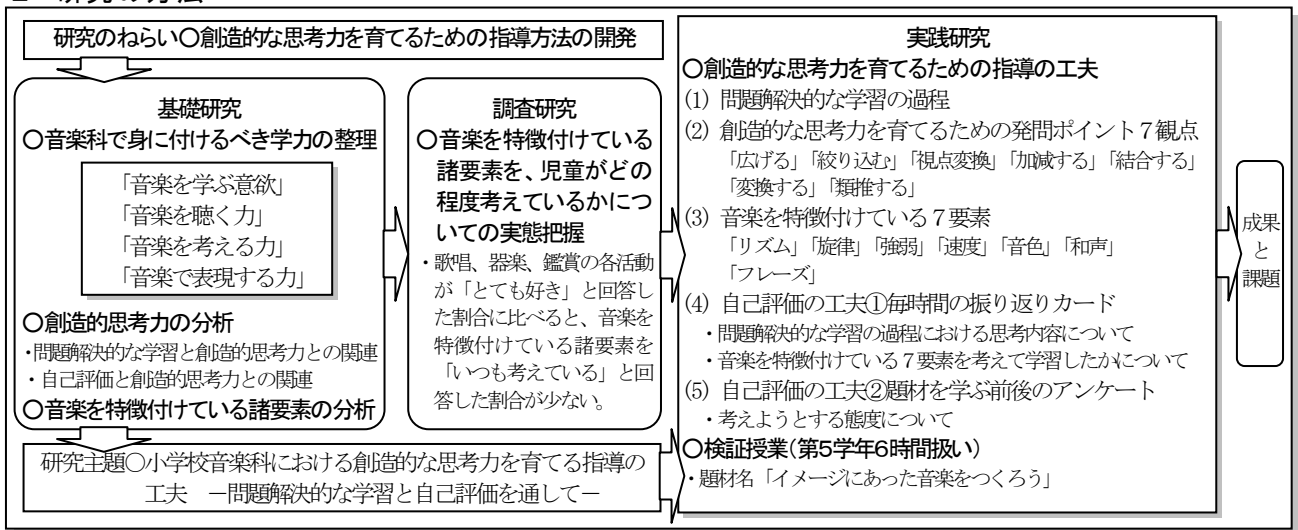 研究のねらい〇創造的な思考力を育てるための指導方法の開発
基礎研究
〇音楽科で身に付けるべき学力の整理
「音楽を学ぶ意欲」
「音楽を聴く力」
「音楽を考える力」
「音楽で表現する力」
〇創造的思考力の分析
・問題解決的な学習と創造的思考力との関連
・自己評価と創造的思考力との関連
〇音楽を特徴付けている諸要素の分析
調査研究
〇音楽を特徴付けている
諸要素を、児童がどの
程度考えているかにつ
いての実態把握
・歌唱、器楽、鑑賞の各活動
が「とても好き」と回答し
た割合に比べると、音楽を
特徴付けている諸要素を
「いつも考えている」と回
答した割合が少ない。
研究主題〇小学校音楽科における創造的な思考力を育てる指導の
工夫 －問題解決的な学習と自己評価を通して－
実践研究
〇創造的な思考力を育てるための指導の工夫
(1) 問題解決的な学習の過程
(2) 創造的な思考力を育てるための発問ポイント７観点
「広げる」「絞り込む」「視点変換」「加減する」「結合する」
「変換する」「類推する」
(3) 音楽を特徴付けている７要素
「リズム」「旋律」「強弱」「速度」「音色」「和声」
「フレーズ」
(4) 自己評価の工夫①毎時間の振り返りカード
・問題解決的な学習の過程における思考内容について
・音楽を特徴付けている７要素を考えて学習したかについて
(5) 自己評価の工夫②題材を学ぶ前後のアンケート
・考えようとする態度について
〇検証授業（第５学年６時間扱い）
・題材名「イメージにあった音楽をつくろう」
成果
と
課題